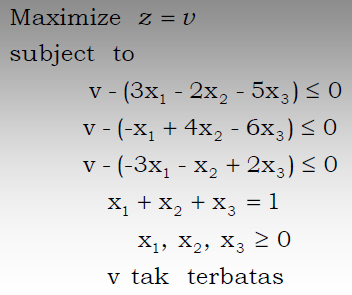 Maximize z = v
subject to
v - (3x₁ - 2x₂ - 5x₃) ≤ 0
v - (-x₁ + 4x₂ - 6x₃) ≤ 0
v - (-3x₁ - x₂ + 2x₃) ≤ 0
x₁ + x₂ + x₃ = 1
x₁, x₂, x₃ ≥ 0
v tak terbatas